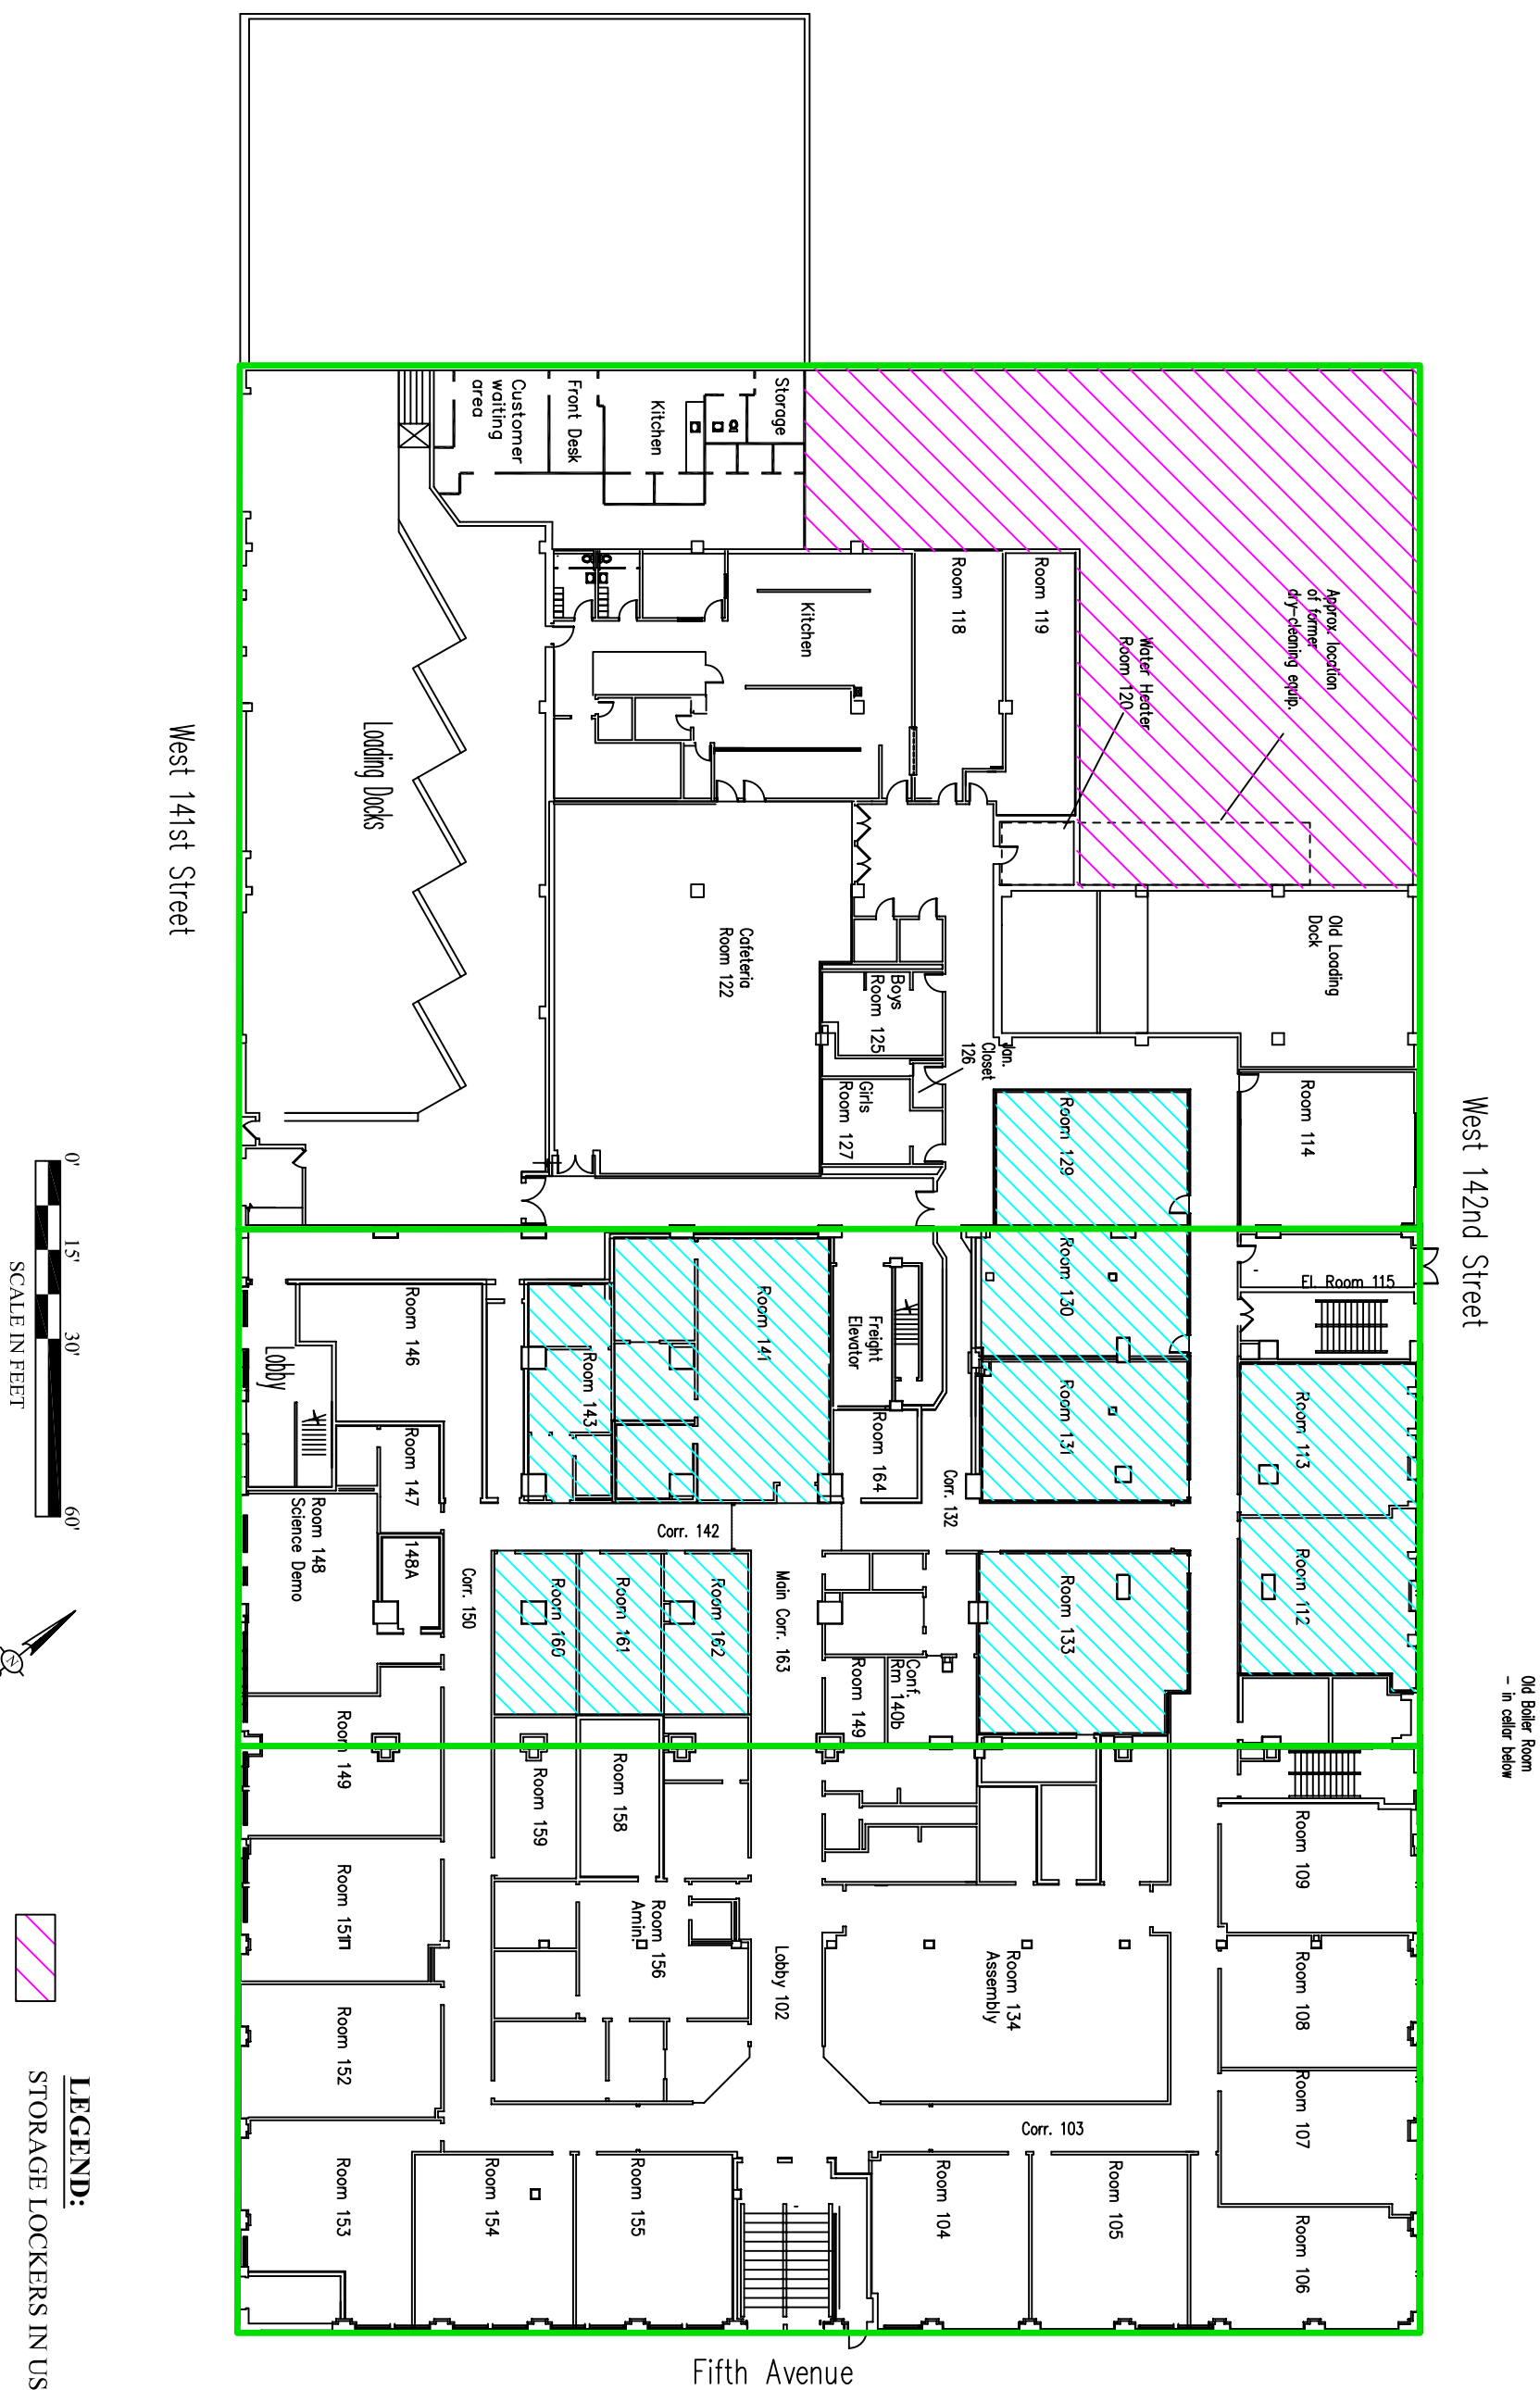 West 142nd Street
West 141st Street
Fifth Avenue
Old Boiler Room
- in cellar below
Approx. location
of former
dry-cleaning equip.
Water Heater
Room 120
Storage
Kitchen
Front Desk
Customer
waiting
area
Room 119
Room 118
Kitchen
Loading Docks
Old Loading
Dock
Cafeteria
Room 122
Boys
Room 125
Jan.
Closet
126
Girls
Room 127
Room 114
Room 129
Room 130
El. Room 115
Room 131
Room 113
Room 112
Room 141
Freight
Elevator
Room 143
Room 146
Lobby
Room 147
Room 164
Corr. 132
Corr. 142
Room 148
Science Demo
148A
Corr. 150
Room 160
Room 161
Room 162
Main Corr. 163
Room 133
Conf.
Rm 140b
Room 149
Room 149
Room 159
Room 158
Room 109
Room 151
Room 156
Amin.
Lobby 102
Room 134
Assembly
Room 108
Room 152
Room 107
Corr. 103
Room 153
Room 154
Room 155
Room 104
Room 105
Room 106
0' 15' 30' 60'
SCALE IN FEET
N
LEGEND:
STORAGE LOCKERS IN US